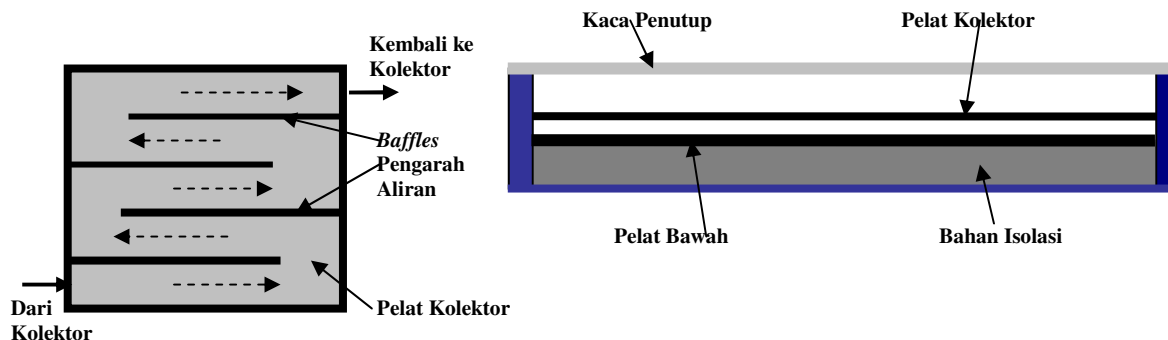 Kembali ke
Kolektor
Baffles
Pengarah
Aliran
Pelat Kolektor
Dari
Kolektor
Kaca Penutup
Pelat Kolektor
Pelat Bawah
Bahan Isolasi